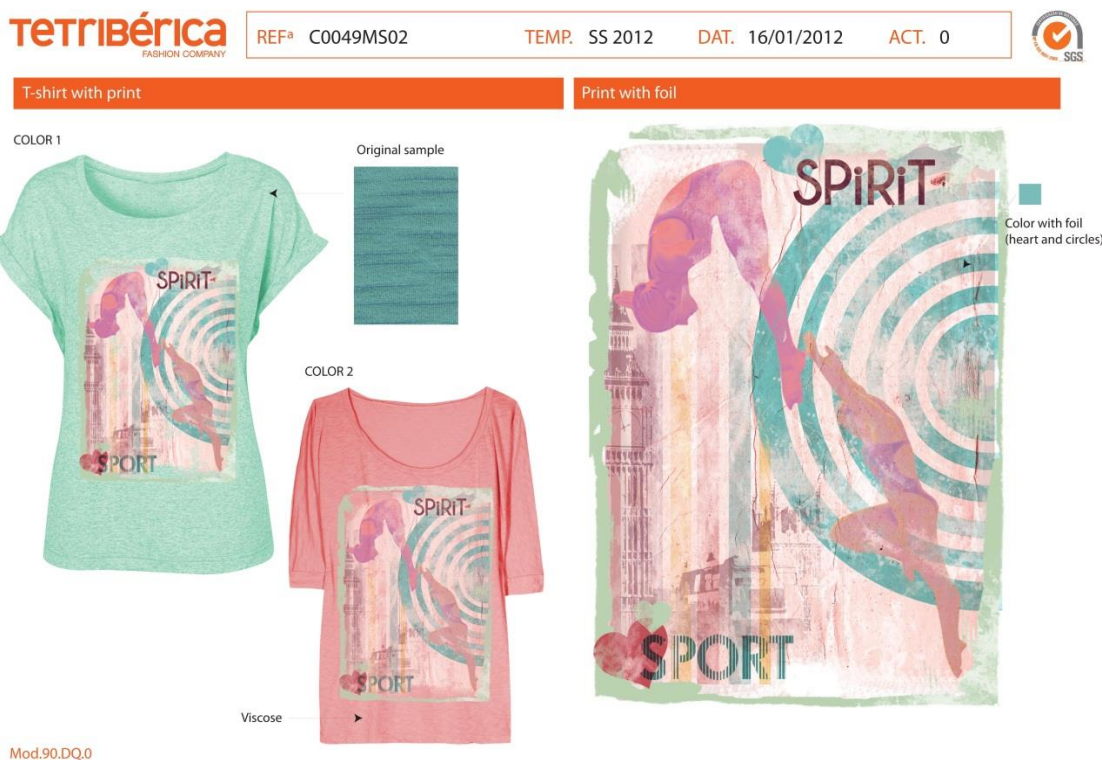 TETRIBÉRICA
FASHION COMPANY
REFª C0049MS02 TEMP. SS 2012 DAT. 16/01/2012 ACT. 0
SGS
T-shirt with print
Print with foil
COLOR 1
Original sample
SPiRiT
SPORT
COLOR 2
SPiRiT
SPORT
Viscose
SPiRiT
Color with foil
(heart and circles)
SPORT
Mod.90.DQ.0